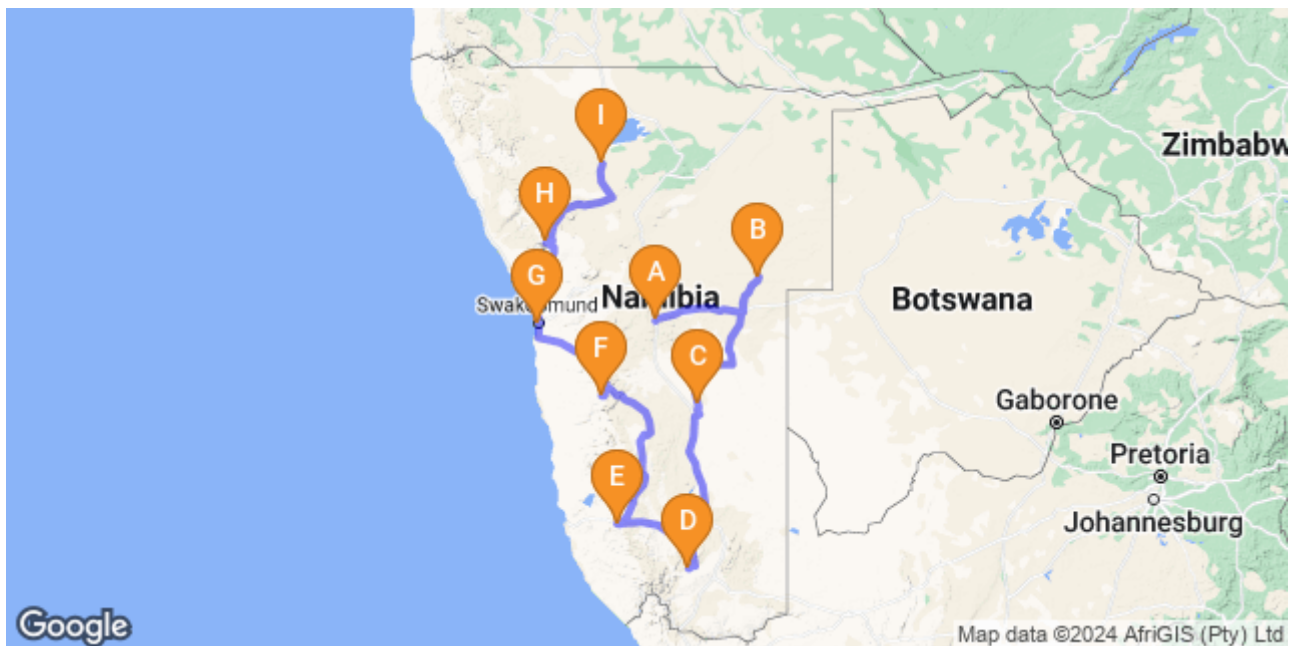 I
Zimbabw
H
B
A
G
Namibia
Botswana
Swakopmund
F
C
Gaborone
Pretoria
E
D
Johannesburg
Google
Map data ©2024 AfriGIS (Pty) Ltd